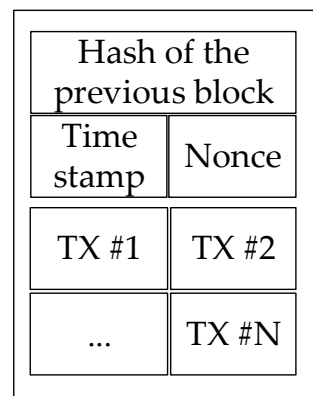 Hash of the
previous block
Time
stamp
Nonce
TX #1
TX #2
...
TX #N